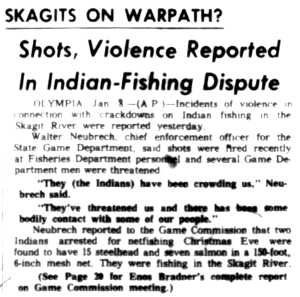 SKAGITS ON WARPATH?
Shots, Violence Reported
In Indian-Fishing Dispute
OLYMPIA, Jan 8—(AP)—Incidents of violence in
connection with crackdowns on Indian fishing in the
Skagit River were reported yesterday.
Walter Neubrech, chief enforcement officer for the
State Game Department, said shots were fired recently
at Fisheries Department personnel and several Game De-
partment men were threatened
"They (the Indians) have been crowding us," Neu-
brech said.
"They've threatened us and there has been some
bodily contact with some of our people."
Neubrech reported to the Game Commission that two
Indians arrested for netfishing Christmas Eve were
found to have 15 steelhead and seven salmon in a 150-foot,
6-inch mesh net. They were fishing in the Skagit River.
(See Page 20 for Enos Bradner's complete report
on Game Commission meeting.)